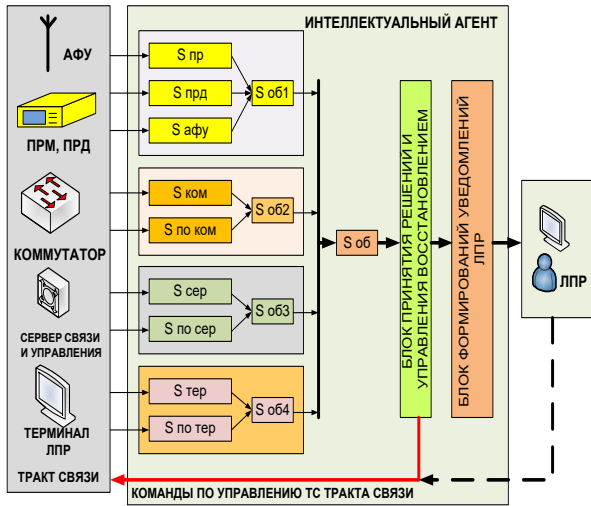 ИНТЕЛЛЕКТУАЛЬНЫЙ АГЕНТ
АФУ
ПРМ, ПРД
КОММУТАТОР
СЕРВЕР СВЯЗИ
И УПРАВЛЕНИЯ
ТЕРМИНАЛ
ЛПР
ТРАКТ СВЯЗИ
S пр
S прд
S афу
S об1
S ком
S по ком
S об2
S сер
S по сер
S об3
S тер
S по тер
S об4
S об
БЛОК ПРИНЯТИЯ РЕШЕНИЙ И
УПРАВЛЕНИЯ ВОССТАНОВЛЕНИЕМ
БЛОК ФОРМИРОВАНИЙ УВЕДОМЛЕНИЙ
ЛПР
ЛПР
КОМАНДЫ ПО УПРАВЛЕНИЮ ТС ТРАКТА СВЯЗИ